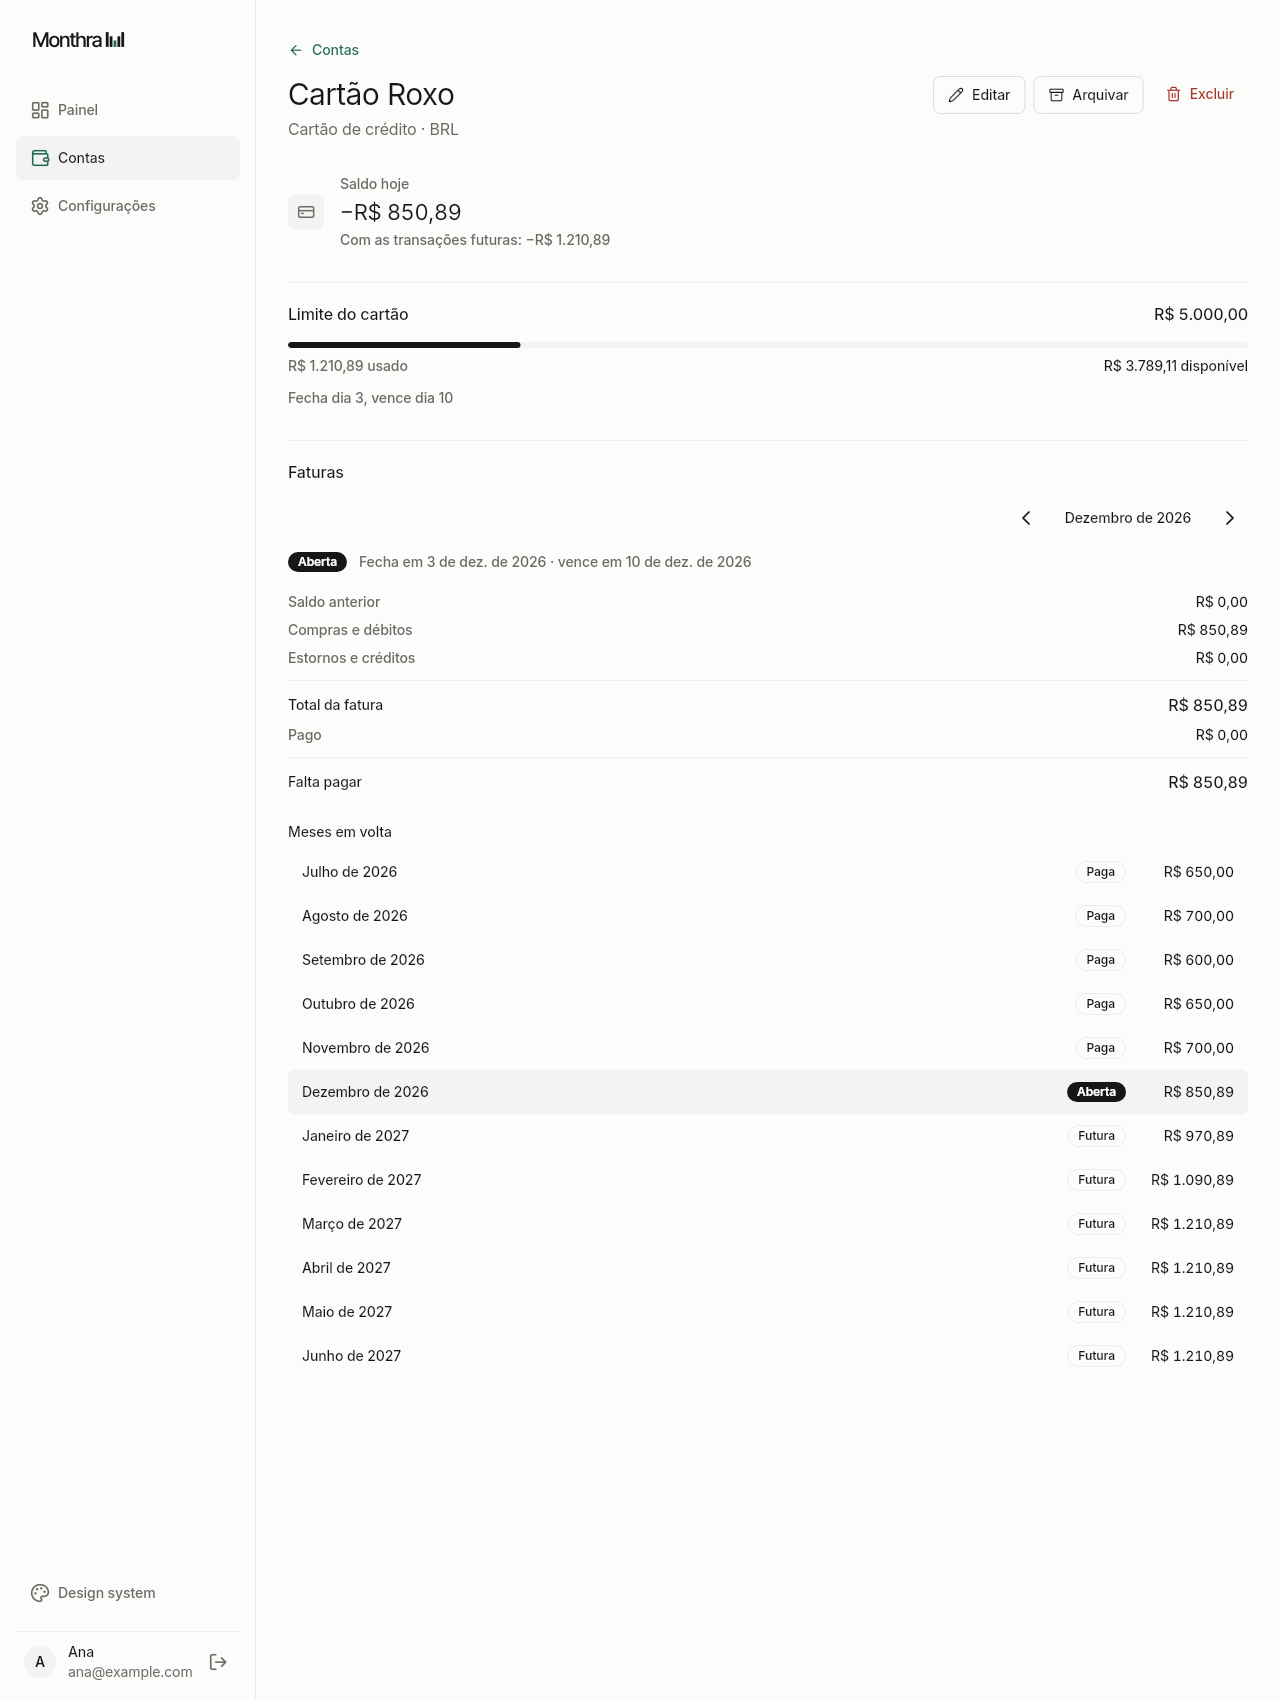 Monthra
Painel
Contas
Configurações
Design system
A
Ana
ana@example.com
Contas
Cartão Roxo
Editar
Arquivar
Excluir
Cartão de crédito · BRL
Saldo hoje
−R$ 850,89
Com as transações futuras: −R$ 1.210,89
Limite do cartão R$ 5.000,00
R$ 1.210,89 usado R$ 3.789,11 disponível
Fecha dia 3, vence dia 10
Faturas
Dezembro de 2026
Aberta Fecha em 3 de dez. de 2026 · vence em 10 de dez. de 2026
Saldo anterior R$ 0,00
Compras e débitos R$ 850,89
Estornos e créditos R$ 0,00
Total da fatura R$ 850,89
Pago R$ 0,00
Falta pagar R$ 850,89
Meses em volta
Julho de 2026 Paga R$ 650,00
Agosto de 2026 Paga R$ 700,00
Setembro de 2026 Paga R$ 600,00
Outubro de 2026 Paga R$ 650,00
Novembro de 2026 Paga R$ 700,00
Dezembro de 2026 Aberta R$ 850,89
Janeiro de 2027 Futura R$ 970,89
Fevereiro de 2027 Futura R$ 1.090,89
Março de 2027 Futura R$ 1.210,89
Abril de 2027 Futura R$ 1.210,89
Maio de 2027 Futura R$ 1.210,89
Junho de 2027 Futura R$ 1.210,89